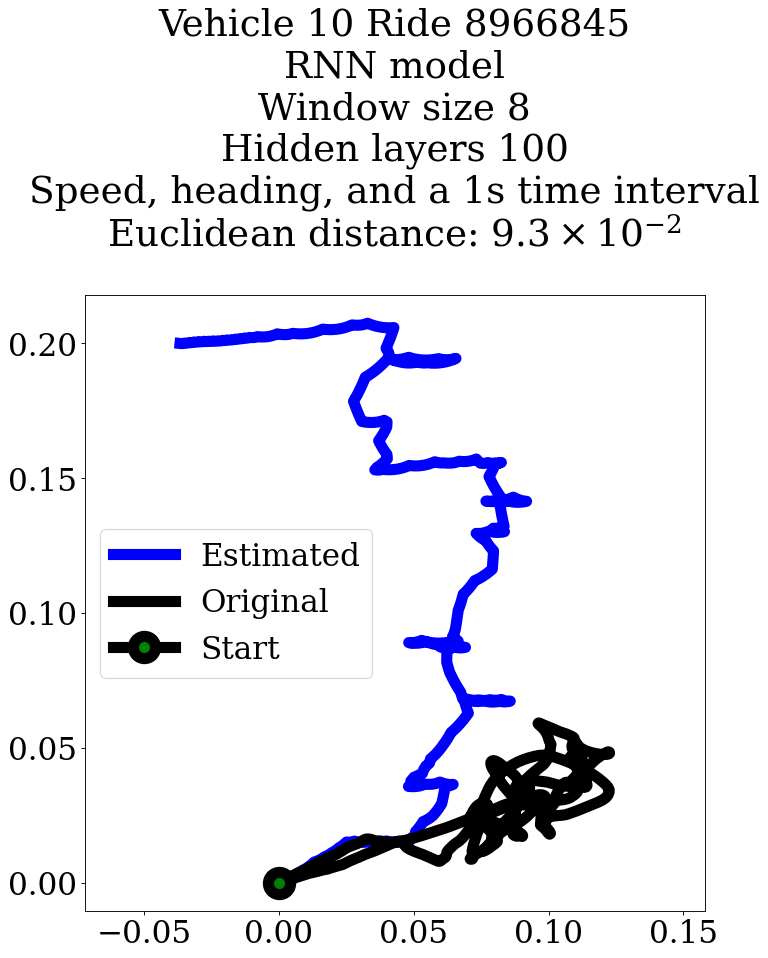 Vehicle 10 Ride 8966845
RNN model
Window size 8
Hidden layers 100
Speed, heading, and a 1s time interval
Euclidean distance: 9.3 × 10⁻²
0.20
0.15
0.10
0.05
0.00
Estimated
Original
Start
−0.05 0.00 0.05 0.10 0.15